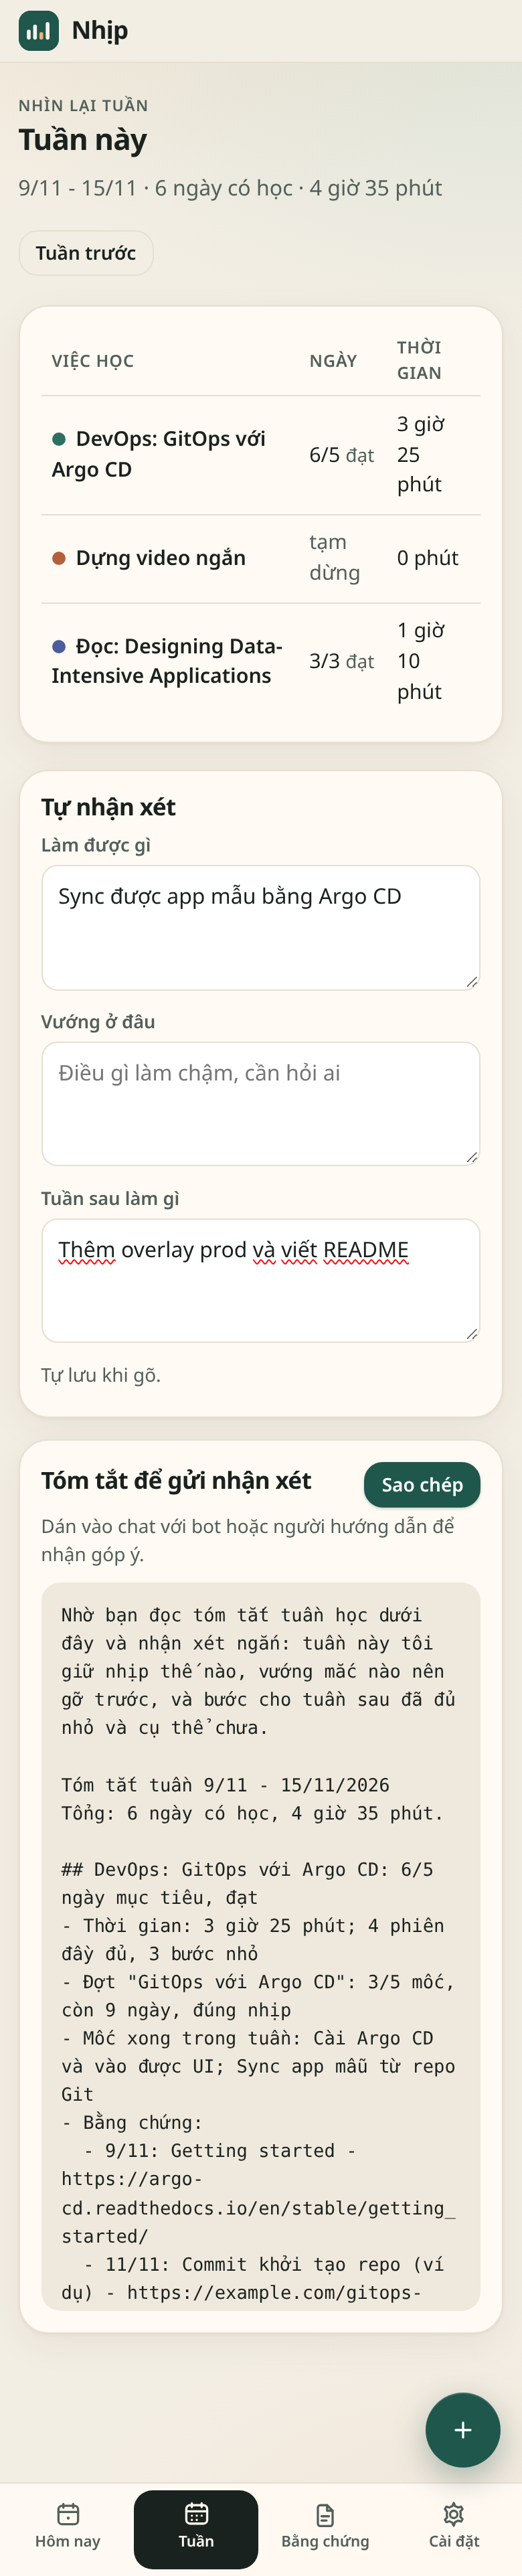 Nhịp
NHÌN LẠI TUẦN
Tuần này
9/11 - 15/11 · 6 ngày có học · 4 giờ 35 phút
Tuần trước
VIỆC HỌC
NGÀY
THỜI
GIAN
DevOps: GitOps với
Argo CD
6/5 đạt
3 giờ
25
phút
Dựng video ngắn
tạm
dừng
0 phút
Đọc: Designing Data-
Intensive Applications
3/3 đạt
1 giờ
10
phút
Tự nhận xét
Làm được gì
Sync được app mẫu bằng Argo CD
Vướng ở đâu
Điều gì làm chậm, cần hỏi ai
Tuần sau làm gì
Thêm overlay prod và viết README
Tự lưu khi gõ.
Tóm tắt để gửi nhận xét
Sao chép
Dán vào chat với bot hoặc người hướng dẫn để
nhận góp ý.
Nhờ bạn đọc tóm tắt tuần học dưới
đây và nhận xét ngắn: tuần này tôi
giữ nhịp thế nào, vướng mắc nào nên
gỡ trước, và bước cho tuần sau đã đủ
nhỏ và cụ thể chưa.
Tóm tắt tuần 9/11 - 15/11/2026
Tổng: 6 ngày có học, 4 giờ 35 phút.
## DevOps: GitOps với Argo CD: 6/5
ngày mục tiêu, đạt
- Thời gian: 3 giờ 25 phút; 4 phiên
đầy đủ, 3 bước nhỏ
- Đợt "GitOps với Argo CD": 3/5 mốc,
còn 9 ngày, đúng nhịp
- Mốc xong trong tuần: Cài Argo CD
và vào được UI; Sync app mẫu từ repo
Git
- Bằng chứng:
- 9/11: Getting started -
https://argo-
cd.readthedocs.io/en/stable/getting_
started/
- 11/11: Commit khởi tạo repo (ví
dụ) - https://example.com/gitops-
Hôm nay
Tuần
Bằng chứng
Cài đặt